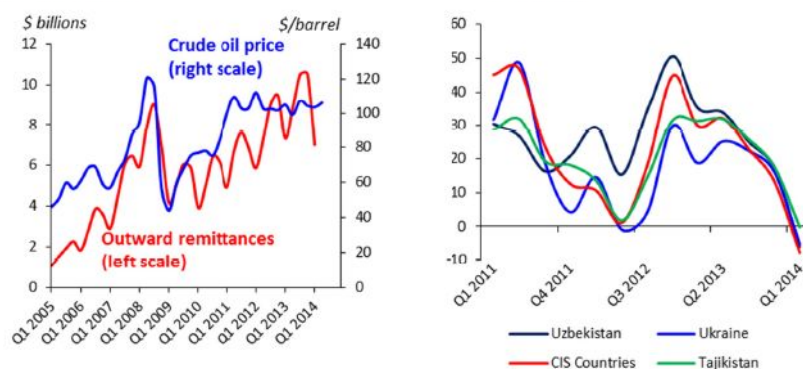 $ billions
$/barrel
12
10
8
6
4
2
0
140
120
100
80
60
40
20
0
Crude oil price
(right scale)
Outward remittances
(left scale)
Q1 2005
Q1 2006
Q1 2007
Q1 2008
Q1 2009
Q1 2010
Q1 2011
Q1 2012
Q1 2013
Q1 2014
60
50
40
30
20
10
0
-10
Q1 2011
Q4 2011
Q3 2012
Q2 2013
Q1 2014
Uzbekistan
Ukraine
CIS Countries
Tajikistan